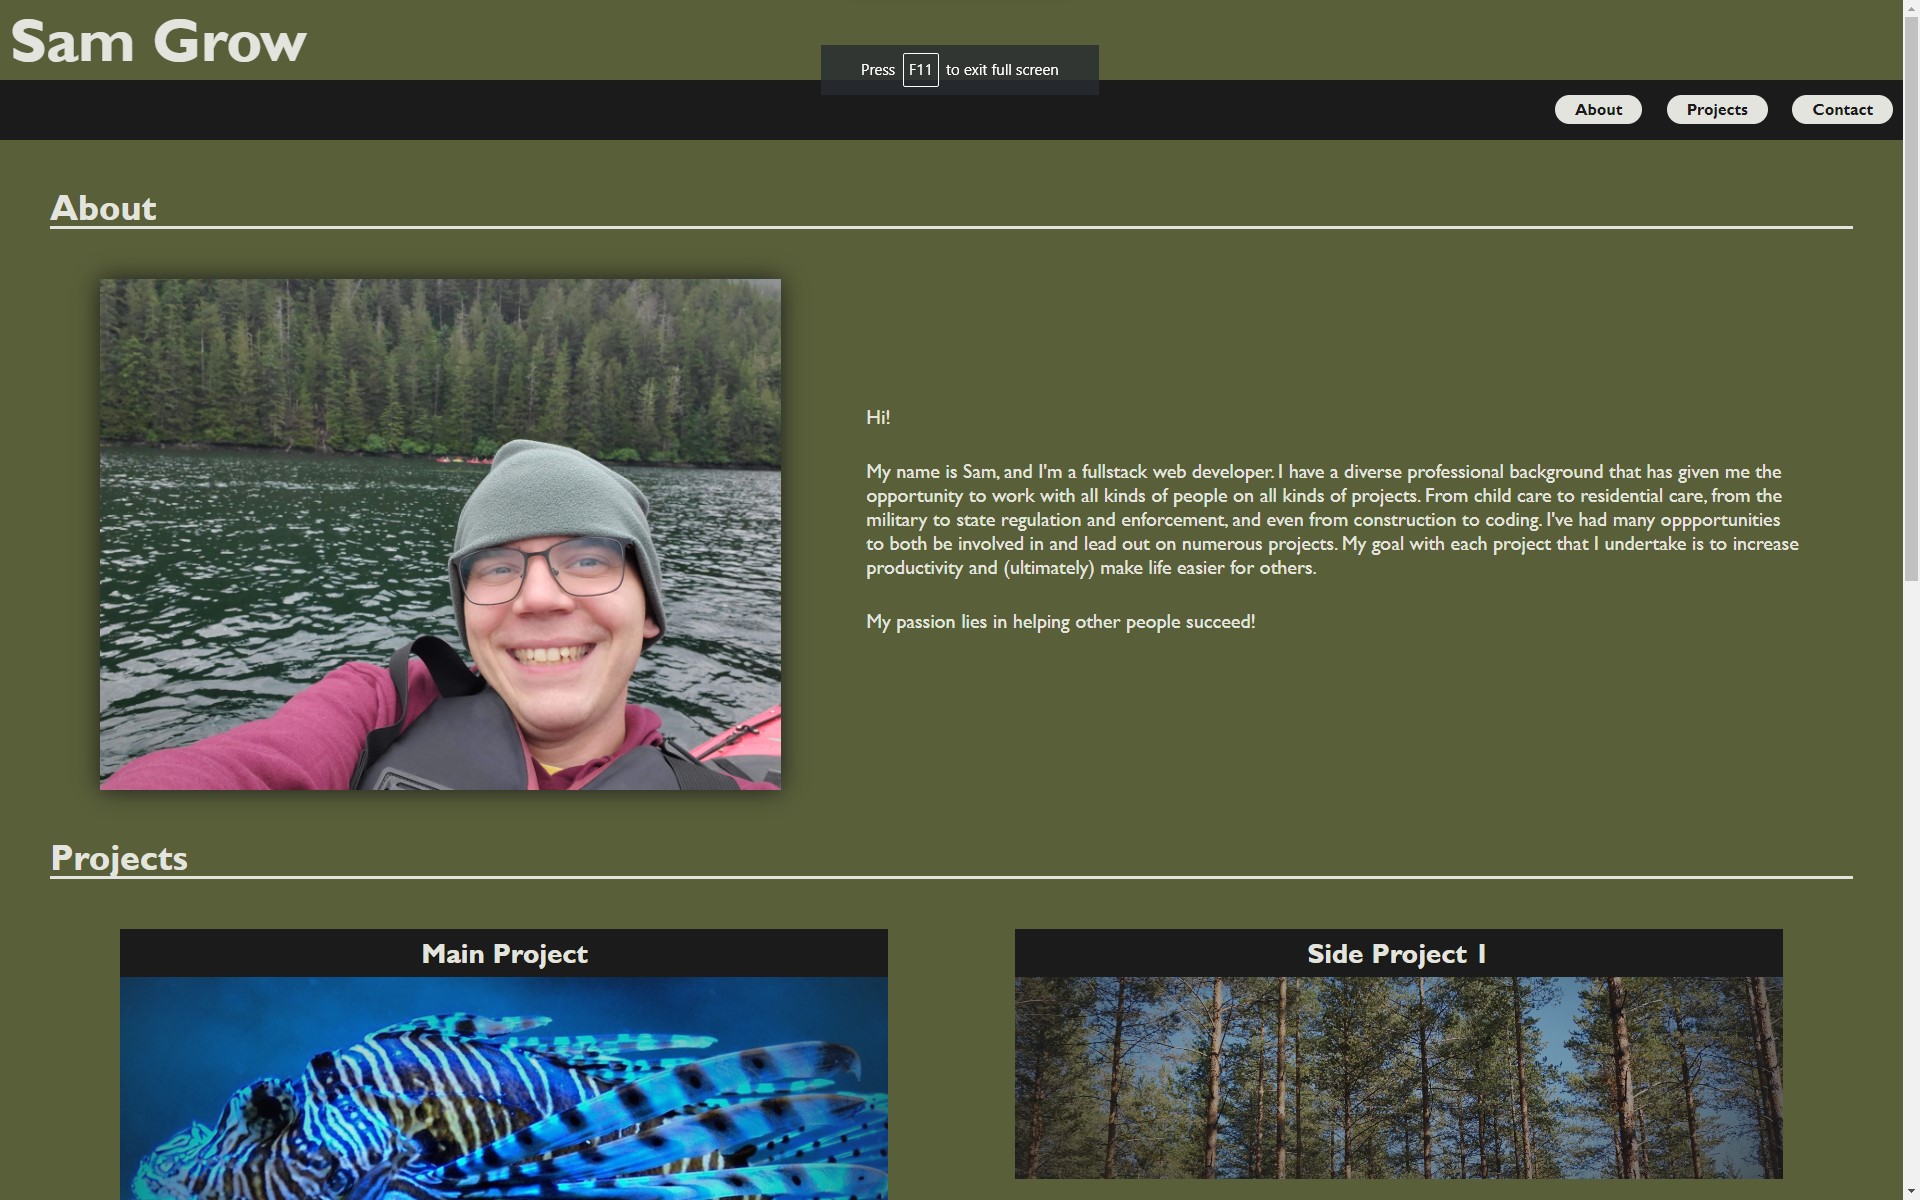 Sam Grow
Press F11 to exit full screen
About Projects Contact
About
Hi!
My name is Sam, and I'm a fullstack web developer. I have a diverse professional background that has given me the
opportunity to work with all kinds of people on all kinds of projects. From child care to residential care, from the
military to state regulation and enforcement, and even from construction to coding. I've had many oppportunities
to both be involved in and lead out on numerous projects. My goal with each project that I undertake is to increase
productivity and (ultimately) make life easier for others.
My passion lies in helping other people succeed!
Projects
Main Project
Side Project 1